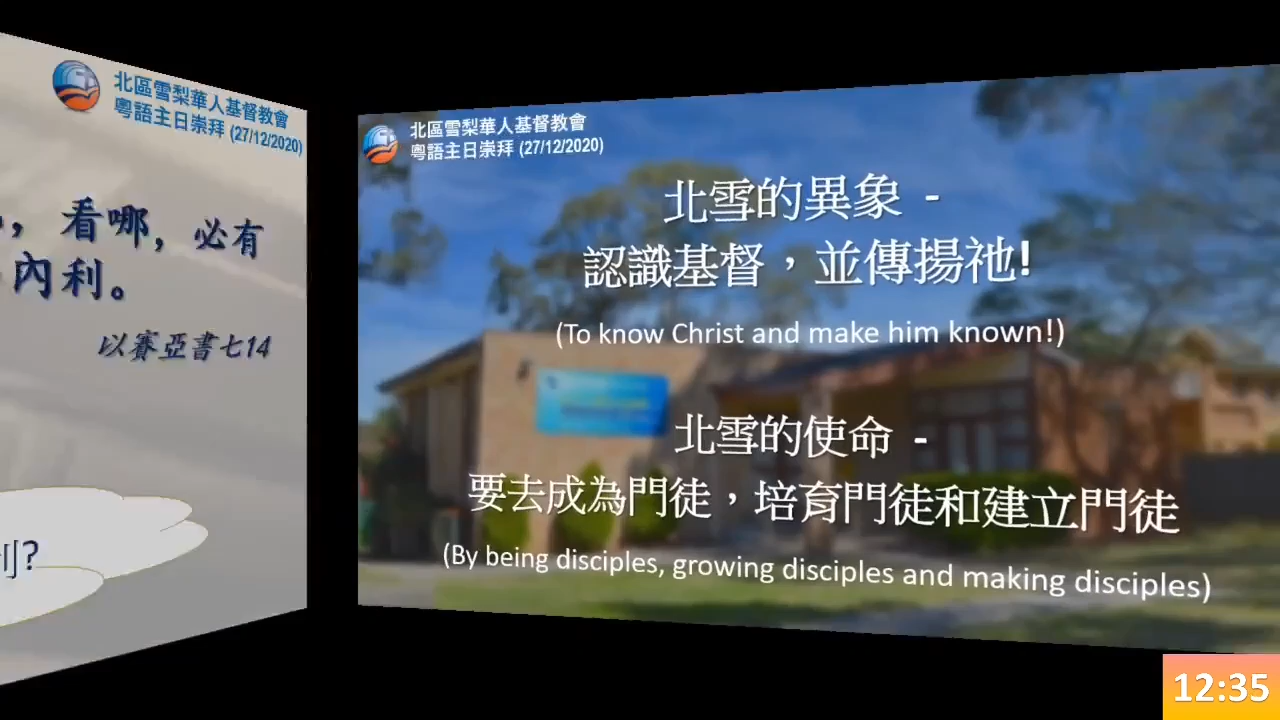 北區雪梨華人基督教會
粵語主日崇拜 (27/12/2020)
看哪，必有
內利。
以賽亞書七14
?
北區雪梨華人基督教會
粵語主日崇拜 (27/12/2020)
北雪的異象 -
認識基督，並傳揚祂!
(To know Christ and make him known!)
北雪的使命 -
要去成為門徒，培育門徒和建立門徒
(By being disciples, growing disciples and making disciples)
12:35